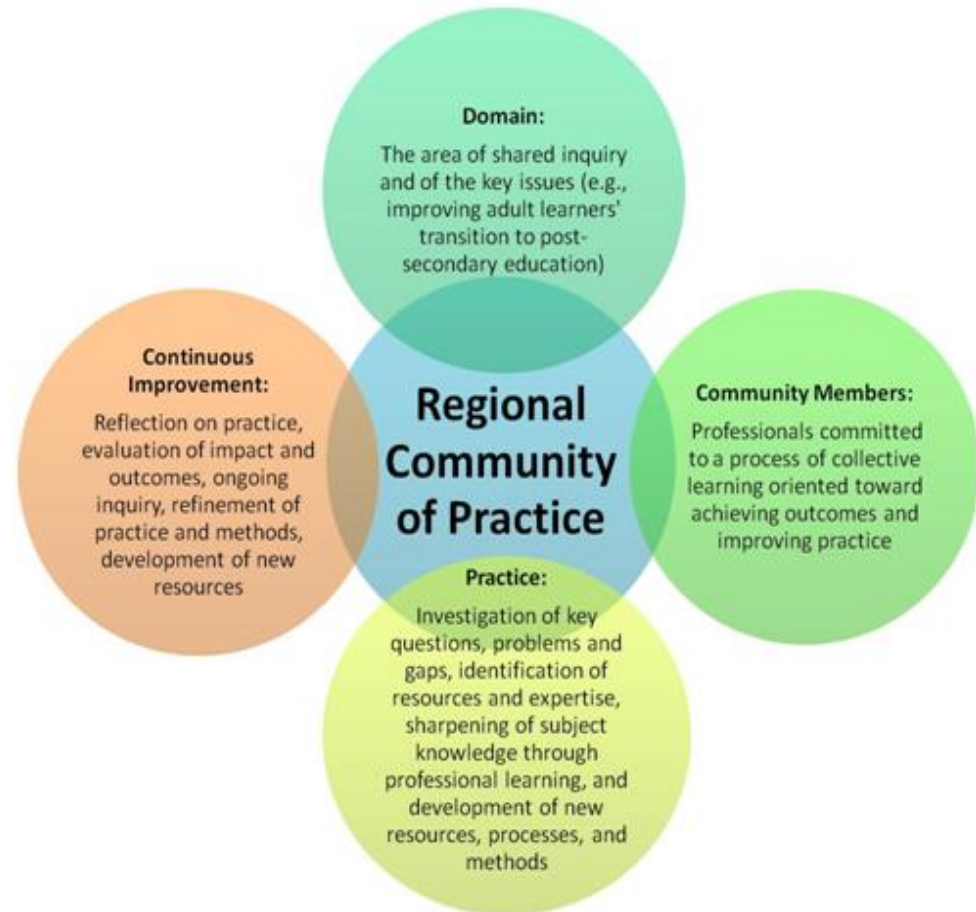 Domain:
The area of shared inquiry
and of the key issues (e.g.,
improving adult learners'
transition to post-
secondary education)
Continuous
Improvement:
Reflection on practice,
evaluation of impact and
outcomes, ongoing
inquiry, refinement of
practice and methods,
development of new
resources
Regional
Community
of Practice
Community Members:
Professionals committed
to a process of collective
learning oriented toward
achieving outcomes and
improving practice
Practice:
Investigation of key
questions, problems and
gaps, identification of
resources and expertise,
sharpening of subject
knowledge through
professional learning, and
development of new
resources, processes, and
methods